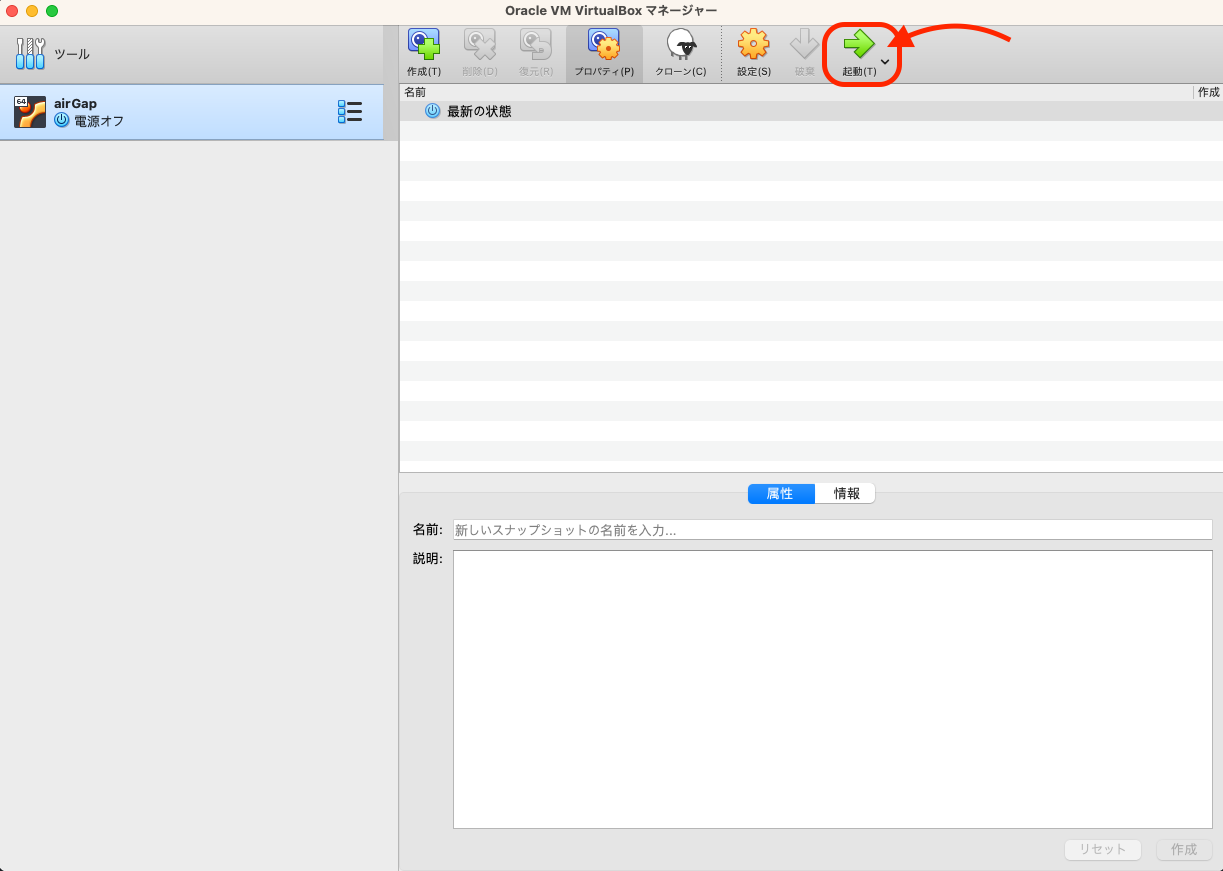 Oracle VM VirtualBox マネージャー
ツール
64
airGap
電源オフ
作成(T)
削除(D)
復元(R)
プロパティ(P)
クローン(C)
設定(S)
破棄
起動(T)
名前
作成
最新の状態
属性
情報
名前:
新しいスナップショットの名前を入力...
説明:
リセット
作成